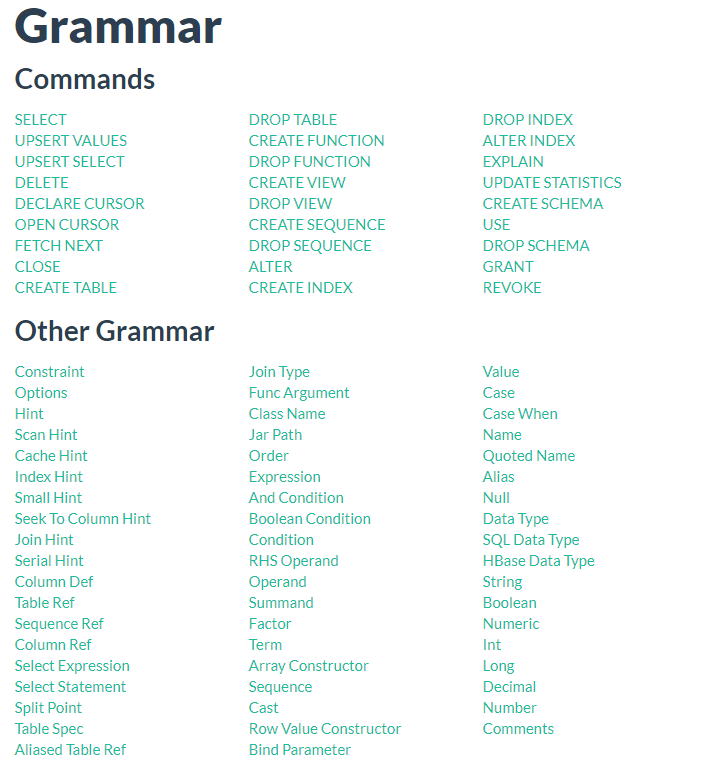 Grammar
Commands
SELECT
UPSERT VALUES
UPSERT SELECT
DELETE
DECLARE CURSOR
OPEN CURSOR
FETCH NEXT
CLOSE
CREATE TABLE
DROP TABLE
CREATE FUNCTION
DROP FUNCTION
CREATE VIEW
DROP VIEW
CREATE SEQUENCE
DROP SEQUENCE
ALTER
CREATE INDEX
DROP INDEX
ALTER INDEX
EXPLAIN
UPDATE STATISTICS
CREATE SCHEMA
USE
DROP SCHEMA
GRANT
REVOKE
Other Grammar
Constraint
Options
Hint
Scan Hint
Cache Hint
Index Hint
Small Hint
Seek To Column Hint
Join Hint
Serial Hint
Column Def
Table Ref
Sequence Ref
Column Ref
Select Expression
Select Statement
Split Point
Table Spec
Aliased Table Ref
Join Type
Func Argument
Class Name
Jar Path
Order
Expression
And Condition
Boolean Condition
Condition
RHS Operand
Operand
Summand
Factor
Term
Array Constructor
Sequence
Cast
Row Value Constructor
Bind Parameter
Value
Case
Case When
Name
Quoted Name
Alias
Null
Data Type
SQL Data Type
HBase Data Type
String
Boolean
Numeric
Int
Long
Decimal
Number
Comments